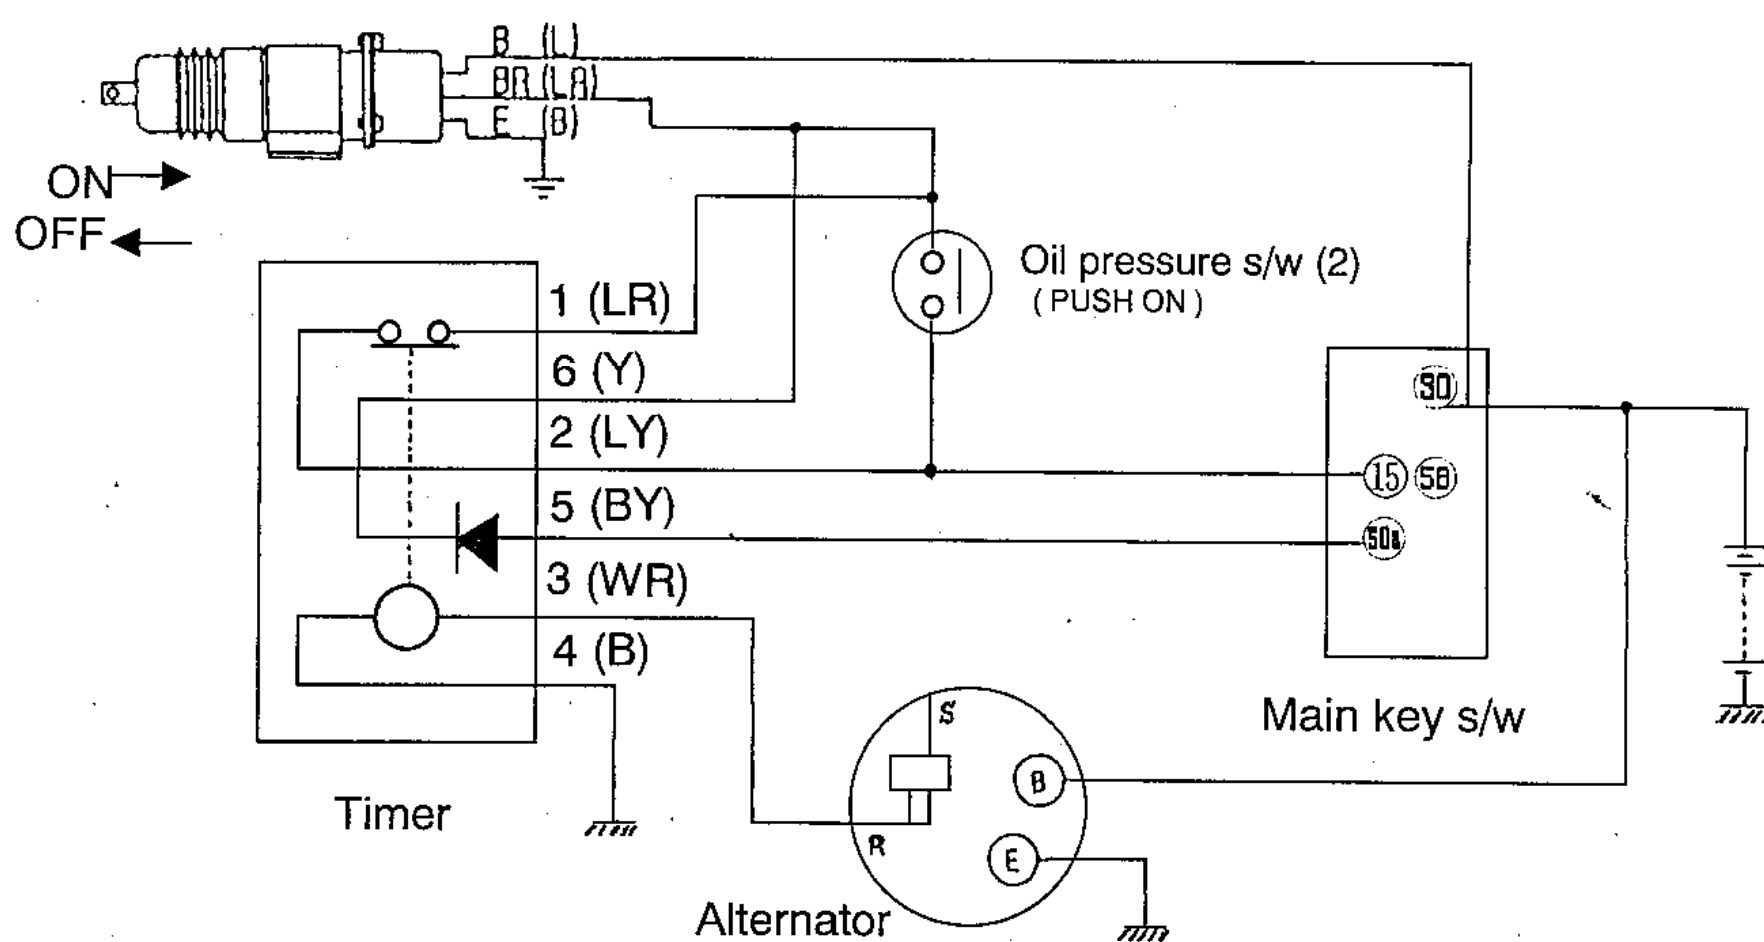 B (L)
BR (LR)
E (B)
ON
OFF
Oil pressure s/w (2)
( PUSH ON )
1 (LR)
6 (Y)
2 (LY)
5 (BY)
3 (WR)
4 (B)
30
15 58
50a
Main key s/w
S
B
R
E
Timer
Alternator